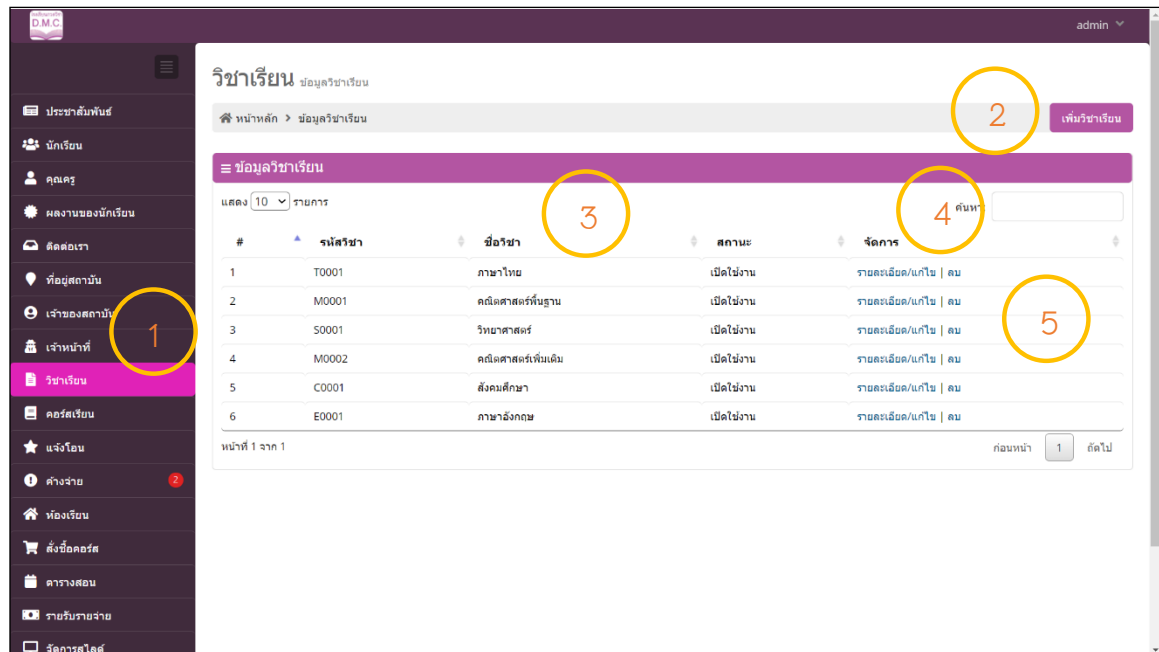 D.M.C.
admin
ประชาสัมพันธ์
นักเรียน
คุณครู
ผลงานของนักเรียน
ติดต่อเรา
ที่อยู่สถาบัน
เจ้าของสถาบัน
เจ้าหน้าที่
วิชาเรียน
คอร์สเรียน
แจ้งโอน
ค้างจ่าย 2
ห้องเรียน
สั่งซื้อคอร์ส
ตารางสอน
รายรับรายจ่าย
จัดการสไลด์
1
วิชาเรียน ข้อมูลวิชาเรียน
หน้าหลัก > ข้อมูลวิชาเรียน
2
เพิ่มวิชาเรียน
ข้อมูลวิชาเรียน
แสดง 10 รายการ
3
4
ค้นหา
# รหัสวิชา ชื่อวิชา สถานะ จัดการ
1 T0001 ภาษาไทย เปิดใช่งาน รายละเอียด/แก้ไข | ลบ
2 M0001 คณิตศาสตร์พื้นฐาน เปิดใช่งาน รายละเอียด/แก้ไข | ลบ
3 S0001 วิทยาศาสตร์ เปิดใช่งาน รายละเอียด/แก้ไข | ลบ
4 M0002 คณิตศาสตร์เพิ่มเติม เปิดใช่งาน รายละเอียด/แก้ไข | ลบ
5 C0001 สังคมศึกษา เปิดใช่งาน รายละเอียด/แก้ไข | ลบ
6 E0001 ภาษาอังกฤษ เปิดใช่งาน รายละเอียด/แก้ไข | ลบ
5
หน้าที่ 1 จาก 1
ก่อนหน้า 1 ถัดไป